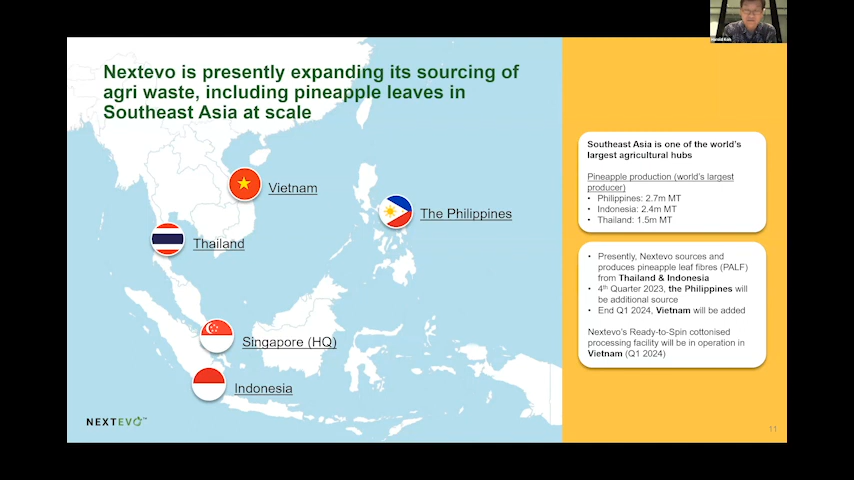 Nextevo is presently expanding its sourcing of
agri waste, including pineapple leaves in
Southeast Asia at scale
Vietnam
The Philippines
Thailand
Singapore (HQ)
Indonesia
NEXTEVO™
Southeast Asia is one of the world's
largest agricultural hubs
Pineapple production (world's largest
producer)
• Philippines: 2.7m MT
• Indonesia: 2.4m MT
• Thailand: 1.5m MT
• Presently, Nextevo sources and
produces pineapple leaf fibres (PALF)
from Thailand & Indonesia
• 4th Quarter 2023, the Philippines will
be additional source
• End Q1 2024, Vietnam will be added
Nextevo's Ready-to-Spin cottonised
processing facility will be in operation in
Vietnam (Q1 2024)
11